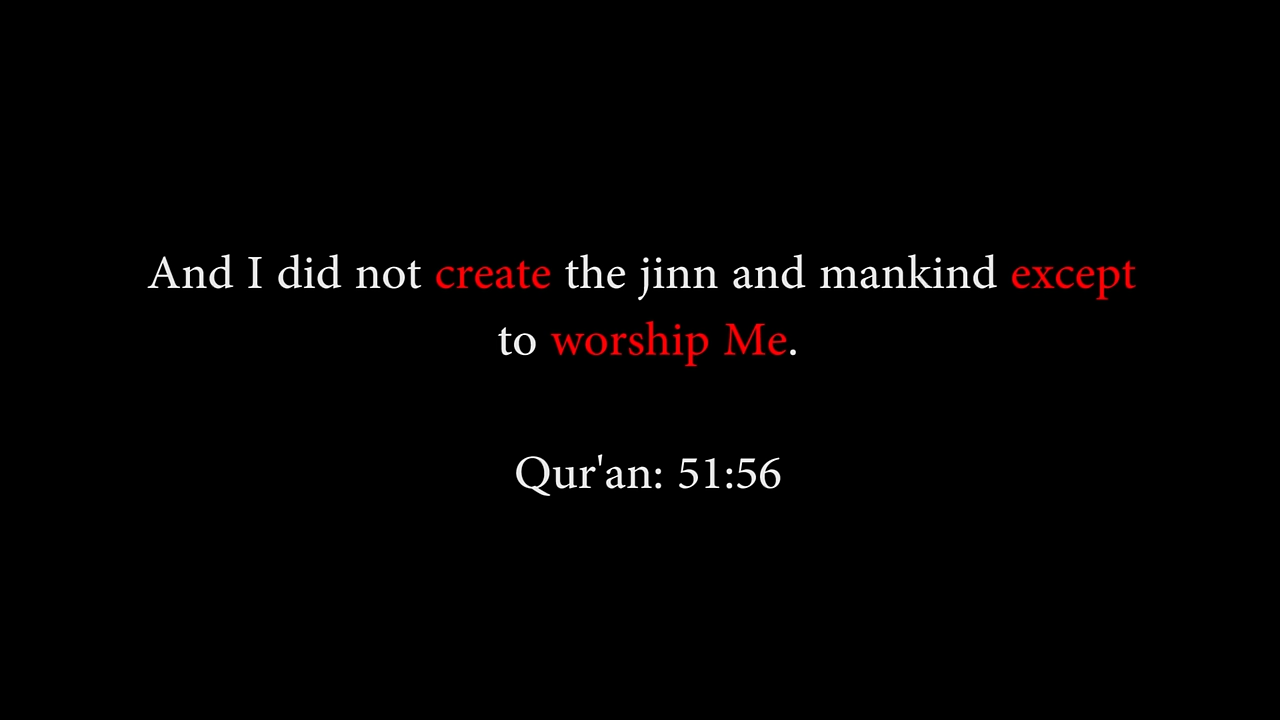 And I did not create the jinn and mankind except
to worship Me.
Qur'an: 51:56